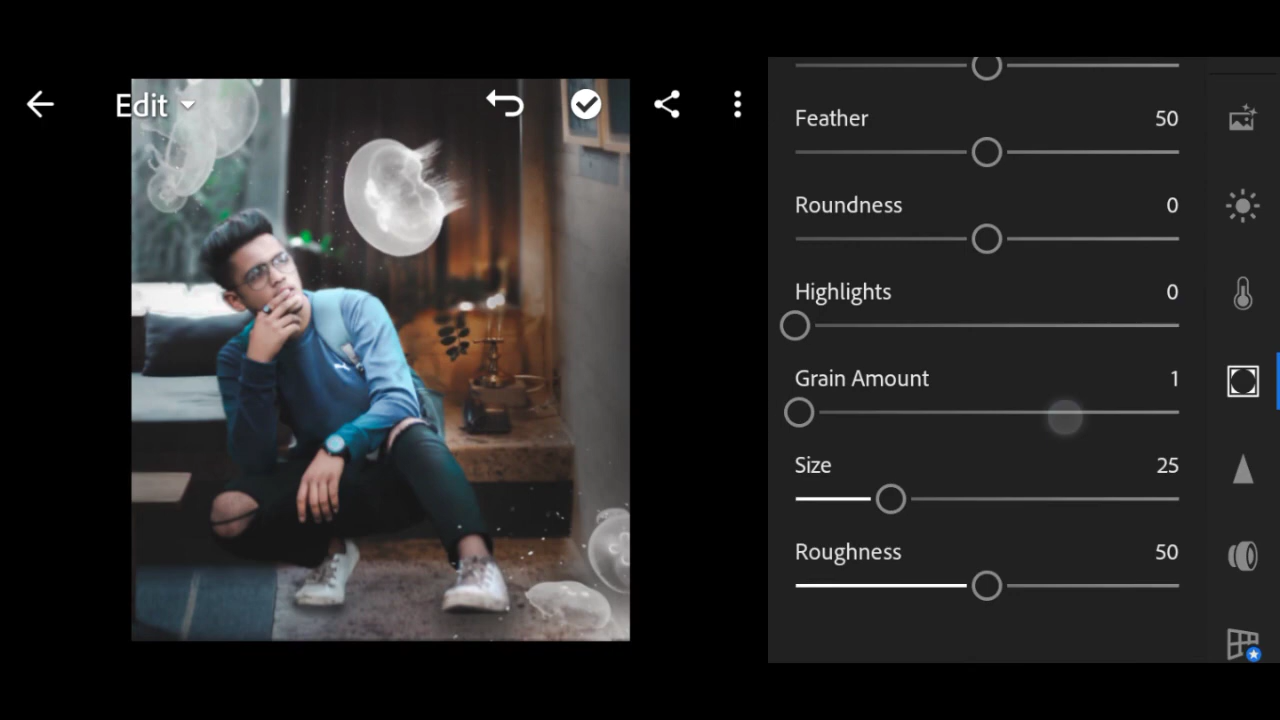 Edit
Feather 50
Roundness 0
Highlights 0
Grain Amount 1
Size 25
Roughness 50